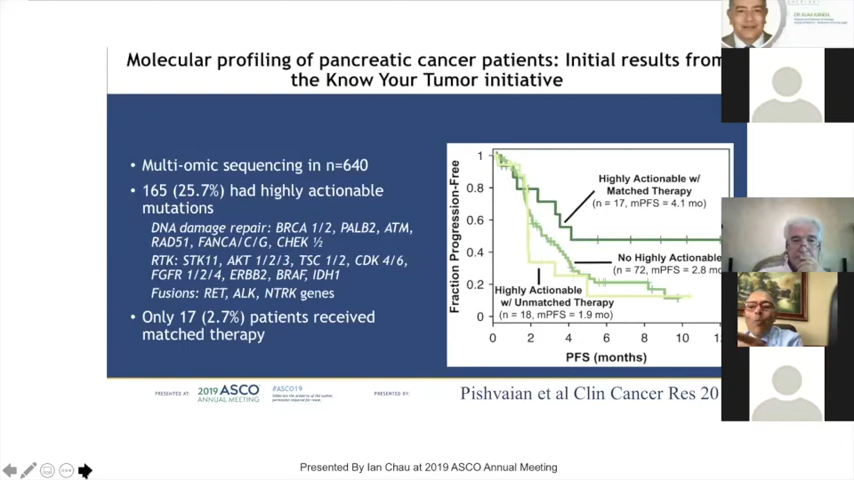 Molecular profiling of pancreatic cancer patients: Initial results from
the Know Your Tumor initiative
• Multi-omic sequencing in n=640
• 165 (25.7%) had highly actionable
mutations
DNA damage repair: BRCA 1/2, PALB2, ATM,
RAD51, FANCA/C/G, CHEK ½
RTK: STK11, AKT 1/2/3, TSC 1/2, CDK 4/6,
FGFR 1/2/4, ERBB2, BRAF, IDH1
Fusions: RET, ALK, NTRK genes
• Only 17 (2.7%) patients received
matched therapy
Fraction Progression-Free
1
0.8
0.6
0.4
0.2
0
Highly Actionable w/
Matched Therapy
(n = 17, mPFS = 4.1 mo)
No Highly Actionable
(n = 72, mPFS = 2.8 mo
Highly Actionable
w/ Unmatched Therapy
(n = 18, mPFS = 1.9 mo)
0 2 4 6 8 10
PFS (months)
PRESENTED AT:
2019 ASCO
ANNUAL MEETING
#ASCO19
PRESENTED BY:
Pishvaian et al Clin Cancer Res 20
Presented By Ian Chau at 2019 ASCO Annual Meeting